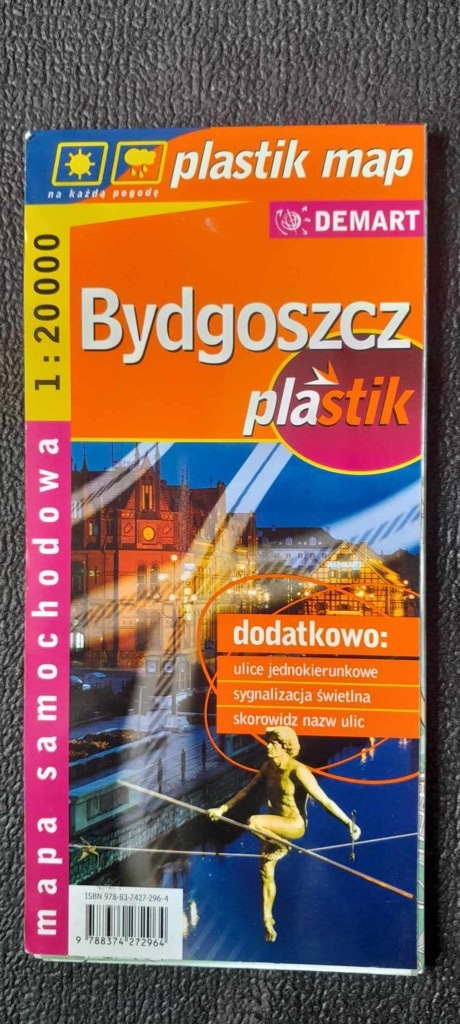 plastik map
na każdą pogodę
DEMART
1:20000
Bydgoszcz
plastik
mapa samochodowa
dodatkowo:
ulice jednokierunkowe
sygnalizacja świetlna
skorowidz nazw ulic
ISBN 978-83-7427-296-4
9 788374 272964